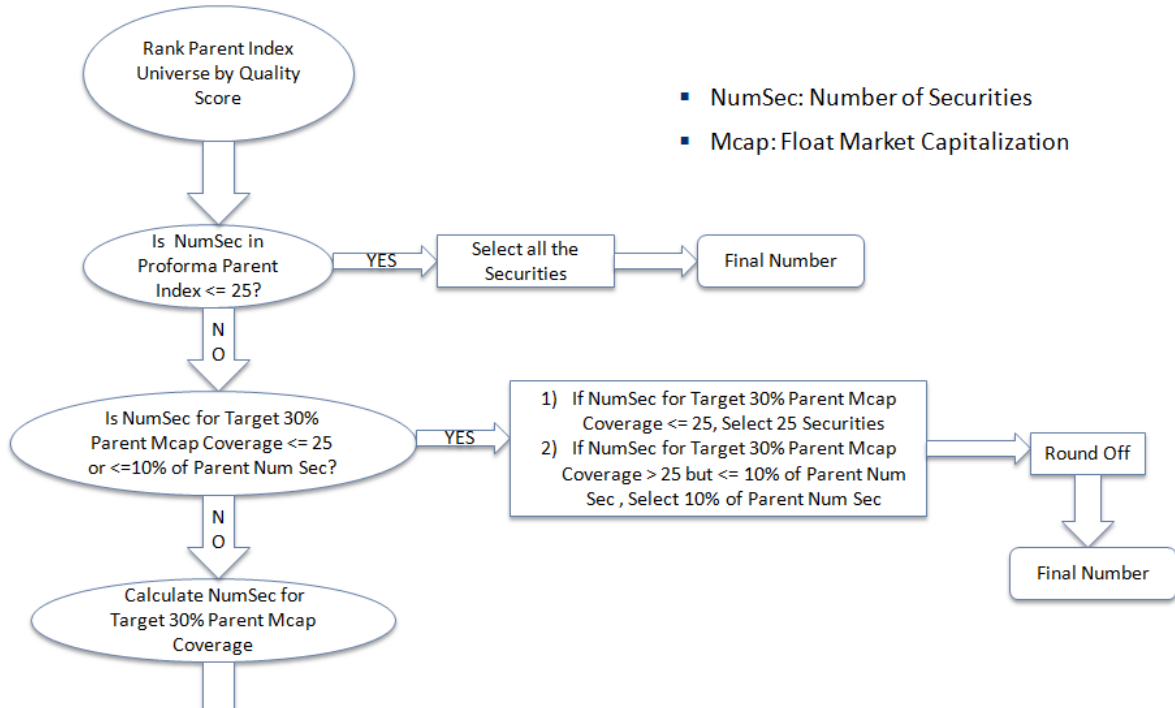 Rank Parent Index
Universe by Quality
Score
▪ NumSec: Number of Securities
▪ Mcap: Float Market Capitalization
Is NumSec in
Proforma Parent
Index <= 25?
YES
Select all the
Securities
Final Number
N
O
Is NumSec for Target 30%
Parent Mcap Coverage <= 25
or <=10% of Parent Num Sec?
YES
1) If NumSec for Target 30% Parent Mcap
Coverage <= 25, Select 25 Securities
2) If NumSec for Target 30% Parent Mcap
Coverage > 25 but <= 10% of Parent Num
Sec , Select 10% of Parent Num Sec
Round Off
Final Number
N
O
Calculate NumSec for
Target 30% Parent Mcap
Coverage